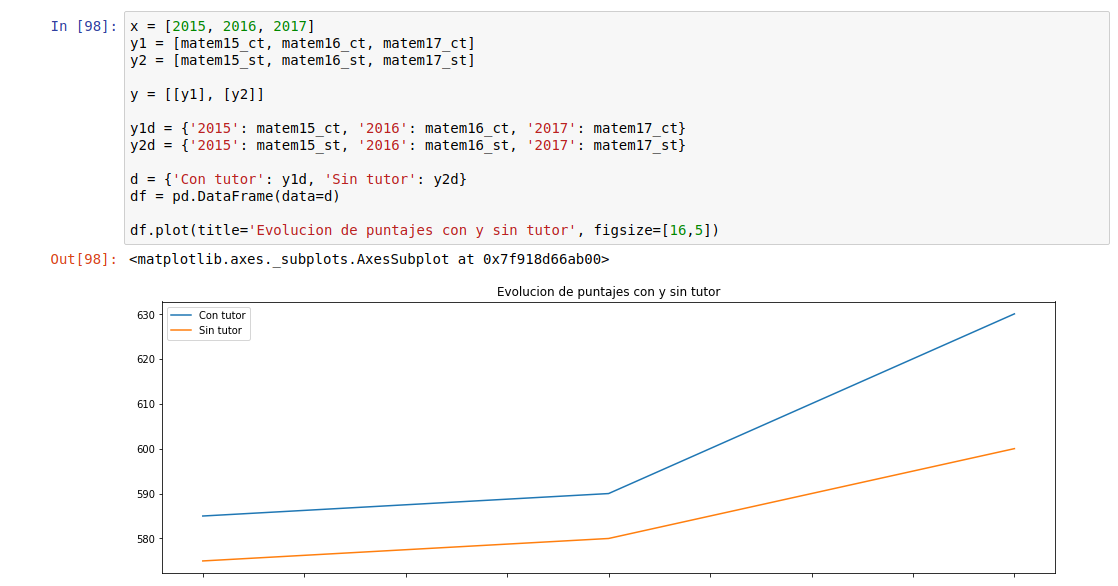 In [98]: x = [2015, 2016, 2017]
y1 = [matem15_ct, matem16_ct, matem17_ct]
y2 = [matem15_st, matem16_st, matem17_st]
y = [[y1], [y2]]
y1d = {'2015': matem15_ct, '2016': matem16_ct, '2017': matem17_ct}
y2d = {'2015': matem15_st, '2016': matem16_st, '2017': matem17_st}
d = {'Con tutor': y1d, 'Sin tutor': y2d}
df = pd.DataFrame(data=d)
df.plot(title='Evolucion de puntajes con y sin tutor', figsize=[16,5])
Out[98]: <matplotlib.axes._subplots.AxesSubplot at 0x7f918d66ab00>
Evolucion de puntajes con y sin tutor
Con tutor
Sin tutor
630
620
610
600
590
580